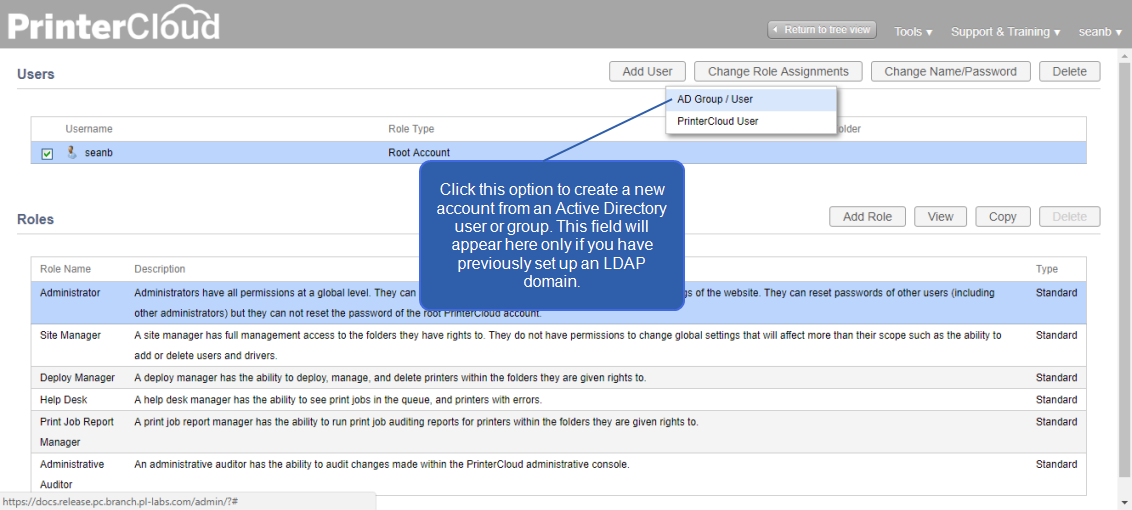 PrinterCloud
Return to tree view
Tools ▾
Support & Training ▾
seanb ▾
Users
Add User
Change Role Assignments
Change Name/Password
Delete
AD Group / User
PrinterCloud User
Username
Role Type
older
seanb
Root Account
Click this option to create a new
account from an Active Directory
user or group. This field will
appear here only if you have
previously set up an LDAP
domain.
Roles
Add Role
View
Copy
Delete
Role Name
Description
Type
Administrator
Administrators have all permissions at a global level. They can
gs of the website. They can reset passwords of other users (including
other administrators) but they can not reset the password of the root PrinterCloud account.
Standard
Site Manager
A site manager has full management access to the folders they have rights to. They do not have permissions to change global settings that will affect more than their scope such as the ability to
add or delete users and drivers.
Standard
Deploy Manager
A deploy manager has the ability to deploy, manage, and delete printers within the folders they are given rights to.
Standard
Help Desk
A help desk manager has the ability to see print jobs in the queue, and printers with errors.
Standard
Print Job Report
Manager
A print job report manager has the ability to run print job auditing reports for printers within the folders they are given rights to.
Standard
Administrative
Auditor
An administrative auditor has the ability to audit changes made within the PrinterCloud administrative console.
Standard
https://docs.release.pc.branch.pl-labs.com/admin/?#